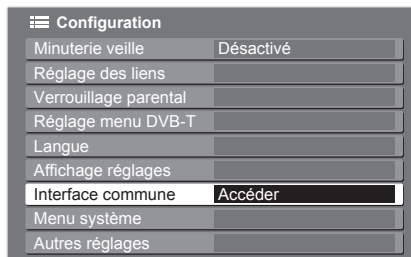 Configuration
Minuterie veille Désactivé
Réglage des liens
Verrouillage parental
Réglage menu DVB-T
Langue
Affichage réglages
Interface commune Accéder
Menu système
Autres réglages